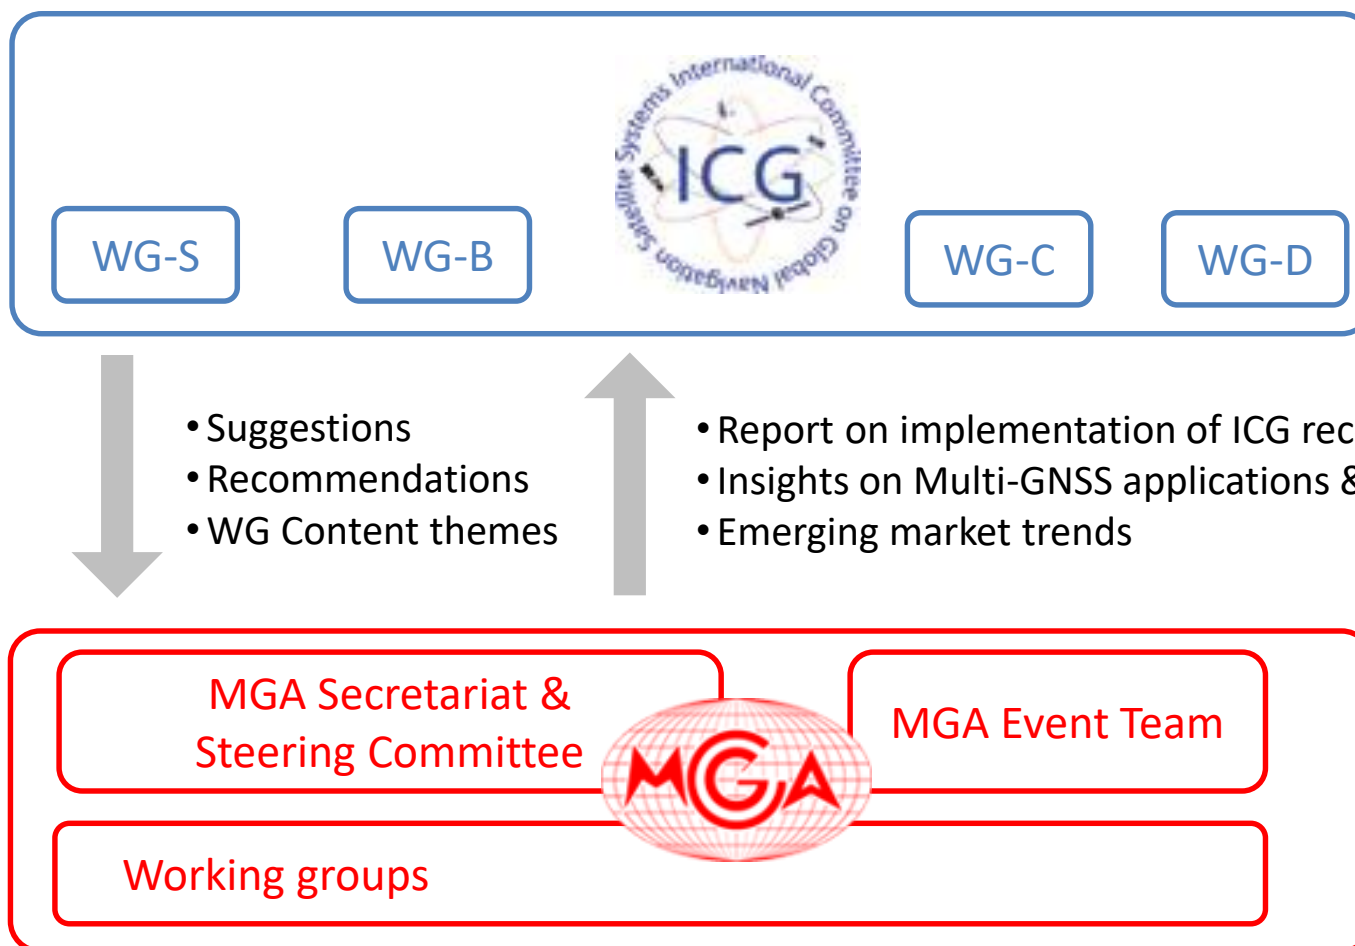 International Committee on Global Navigation Satellite Systems
ICG
WG-S
WG-B
WG-C
WG-D
• Suggestions
• Recommendations
• WG Content themes
• Report on implementation of ICG rec
• Insights on Multi-GNSS applications &
• Emerging market trends
MGA Secretariat &
Steering Committee
MGA Event Team
MGA
Working groups